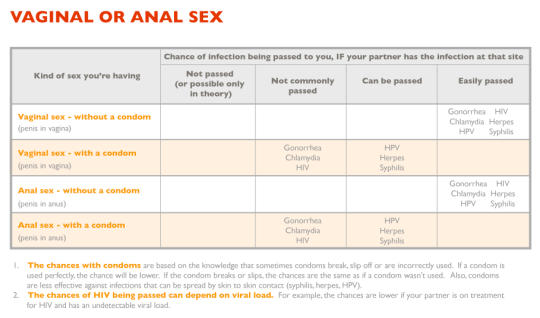 VAGINAL OR ANAL SEX
Chance of infection being passed to you, IF your partner has the infection at that site
Kind of sex you're having
Not passed
(or possible only
in theory)
Not commonly
passed
Can be passed
Easily passed
Vaginal sex - without a condom
(penis in vagina)
Gonorrhea HIV
Chlamydia Herpes
HPV Syphilis
Vaginal sex - with a condom
(penis in vagina)
Gonorrhea
Chlamydia
HIV
HPV
Herpes
Syphilis
Anal sex - without a condom
(penis in anus)
Gonorrhea HIV
Chlamydia Herpes
HPV Syphilis
Anal sex - with a condom
(penis in anus)
Gonorrhea
Chlamydia
HIV
HPV
Herpes
Syphilis
1. The chances with condoms are based on the knowledge that sometimes condoms break, slip off or are incorrectly used. If a condom is
used perfectly, the chance will be lower. If the condom breaks or slips, the chances are the same as if a condom wasn't used. Also, condoms
are less effective against infections that can be spread by skin to skin contact (syphilis, herpes, HPV).
2. The chances of HIV being passed can depend on viral load. For example, the chances are lower if your partner is on treatment
for HIV and has an undetectable viral load.